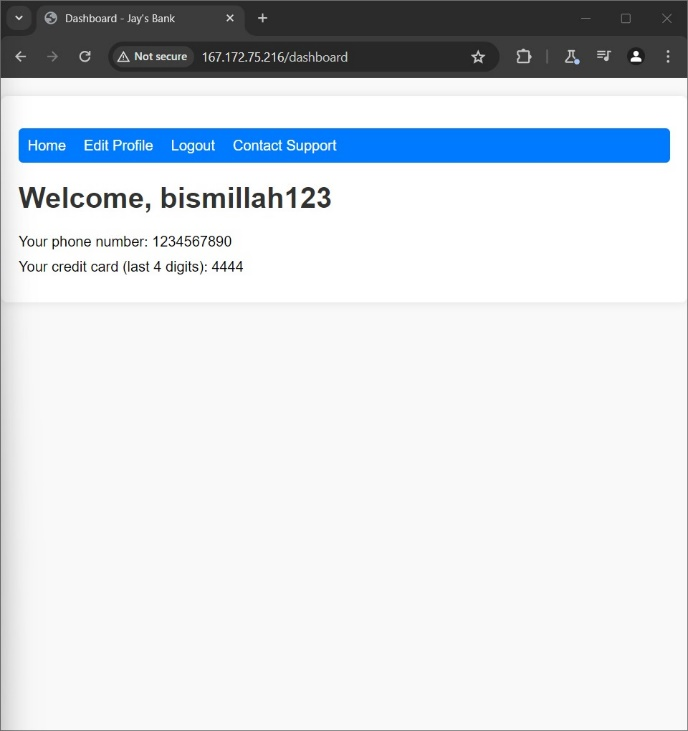 Dashboard - Jay's Bank
Not secure 167.172.75.216/dashboard
Home Edit Profile Logout Contact Support
Welcome, bismillah123
Your phone number: 1234567890
Your credit card (last 4 digits): 4444